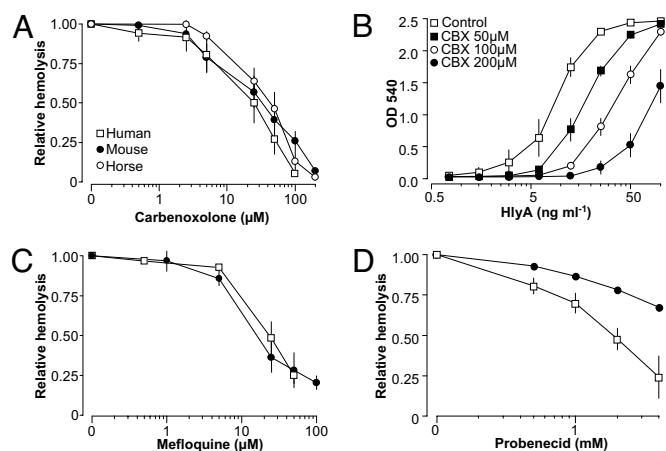 A
Relative hemolysis
1.00
0.75
0.50
0.25
0.00
Human
Mouse
Horse
0 1 10 100
Carbenoxolone (µM)
B
OD 540
2.5
2.0
1.5
1.0
0.5
0.0
Control
CBX 50µM
CBX 100µM
CBX 200µM
0.5 5 50
HlyA (ng ml-1)
C
Relative hemolysis
1.00
0.75
0.50
0.25
0.00
0 1 10 100
Mefloquine (µM)
D
Relative hemolysis
1.00
0.75
0.50
0.25
0.00
0 1
Probenecid (mM)